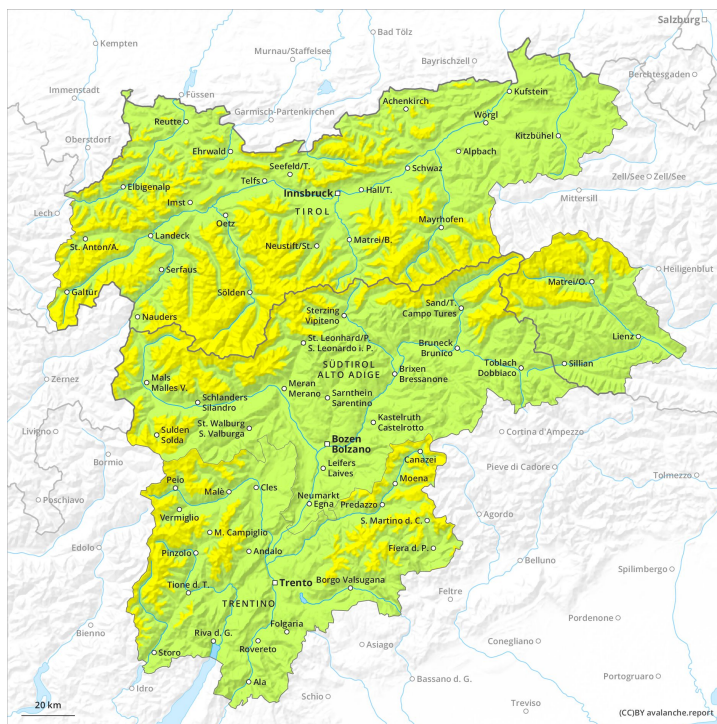 Salzburg
Kempten
Bad Tölz
Murnau/Staffelsee
Bayrischzell
Berchtesgaden
Immenstadt
Füssen
Garmisch-Partenkirchen
Achenkirch
Kufstein
Reutte
Wörgl
Oberstdorf
Ehrwald
Kitzbühel
Alpbach
Seefeld/T.
Schwaz
Telfs
Zell/See
Zell/See
Elbigenalp
Innsbruck
Hall/T.
Mittersill
Imst
TIROL
Lech
Oetz
Mayrhofen
St. Anton/A.
Landeck
Neustift/St.
Matrei/B.
Serfaus
Matrei/O.
Heiligenblut
Galtür
Sölden
Sand/T.
Campo Tures
Nauders
Sterzing
Vipiteno
Lienz
St. Leonhard/P.
S. Leonardo i. P.
Bruneck
Brunico
Toblach
Dobbiaco
Sillian
SÜDTIROL
ALTO ADIGE
Brixen
Bressanone
Zernez
Mals
Malles V.
Meran
Merano
Schlanders
Silandro
Sarnthein
Sarentino
Kastelruth
Castelrotto
St. Walburg
S. Valburga
Livigno
Sulden
Solda
Cortina d'Ampezzo
Bozen
Bolzano
Bormio
Canazei
Pieve di Cadore
Leifers
Laives
Tolmezzo
Poschiavo
Peio
Malè
Cles
Moena
Neumarkt
Egna
Predazzo
Vermiglio
Agordo
S. Martino d. C.
M. Campiglio
Edolo
Pinzolo
Andalo
Fiera d. P.
Belluno
Spilimbergo
Tione d. T.
Trento
Borgo Valsugana
Feltre
TRENTINO
Pordenone
Bienno
Riva d. G.
Folgaria
Conegliano
Storo
Rovereto
Asiago
Portogruaro
Idro
Ala
Bassano d. G.
Schio
Treviso
20 km
(CC)BY avalanche.report